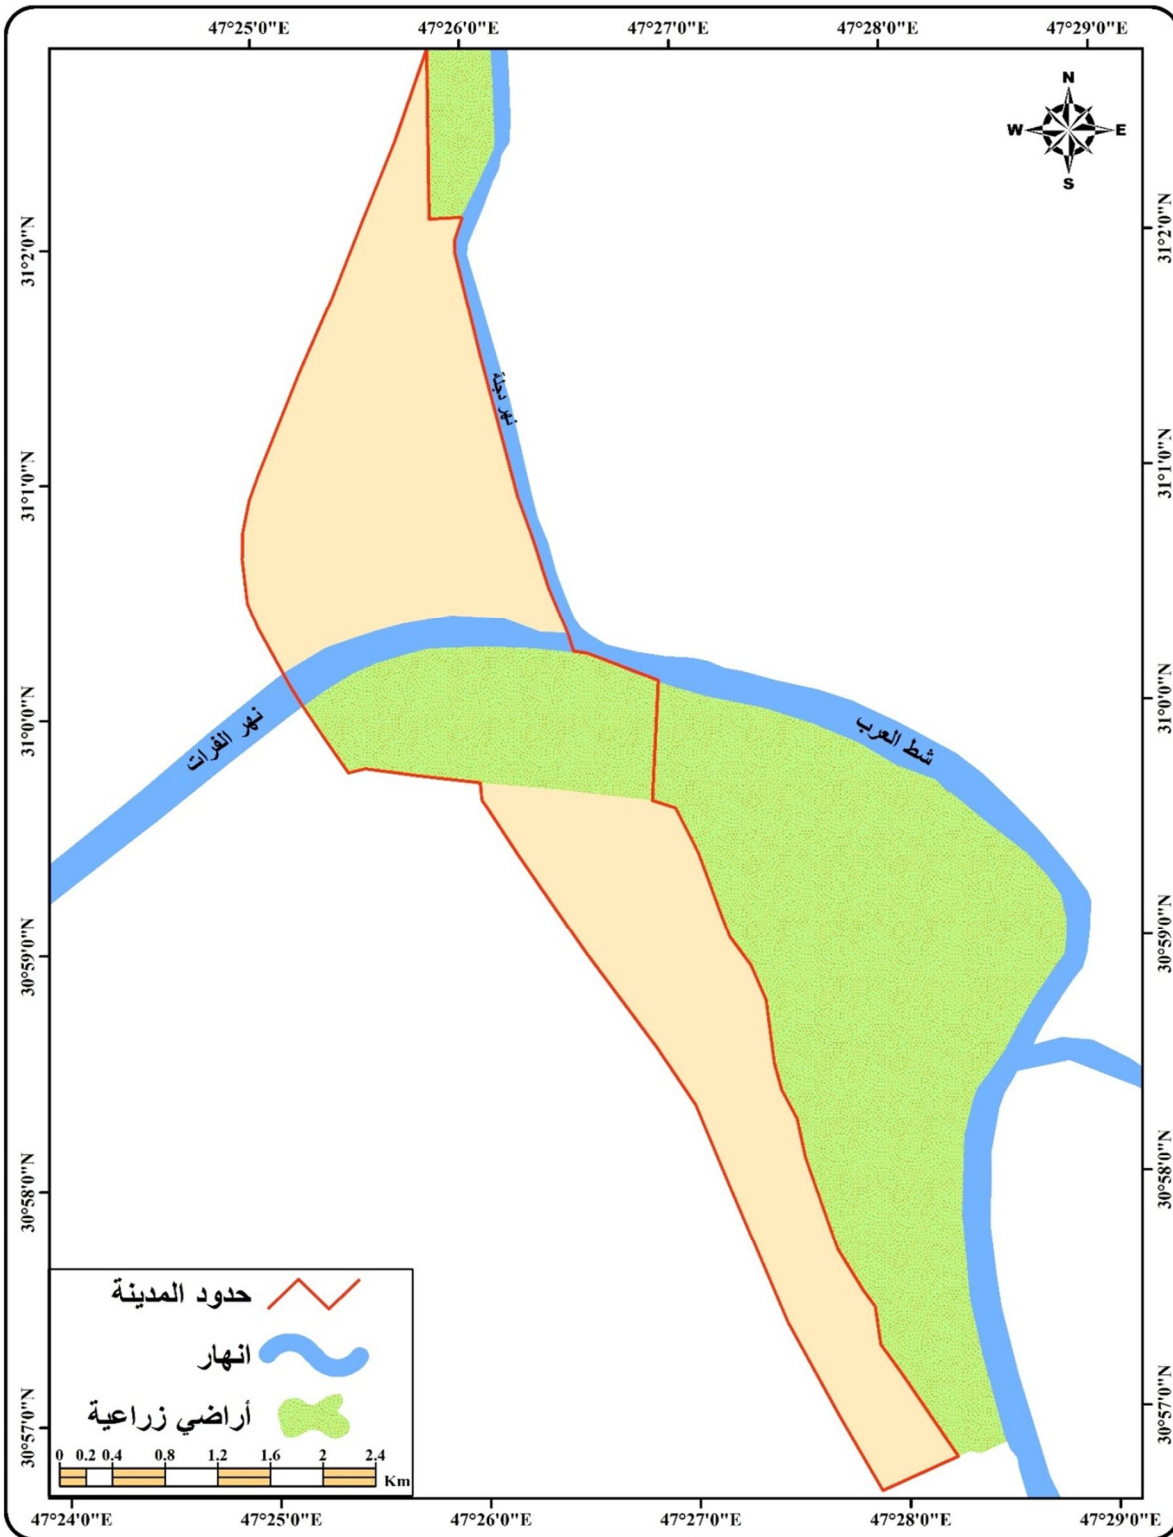 47°25'0"E 47°26'0"E 47°27'0"E 47°28'0"E 47°29'0"E
N
W E
S
31°2'0"N 31°2'0"N
نهر دجلة
31°1'0"N 31°1'0"N
31°0'0"N 31°0'0"N
نهر الفرات
شط العرب
30°59'0"N 30°59'0"N
30°58'0"N 30°58'0"N
حدود المدينة
انهار
أراضي زراعية
30°57'0"N 30°57'0"N
0 0.2 0.4 0.8 1.2 1.6 2 2.4
Km
47°24'0"E 47°25'0"E 47°26'0"E 47°27'0"E 47°28'0"E 47°29'0"E